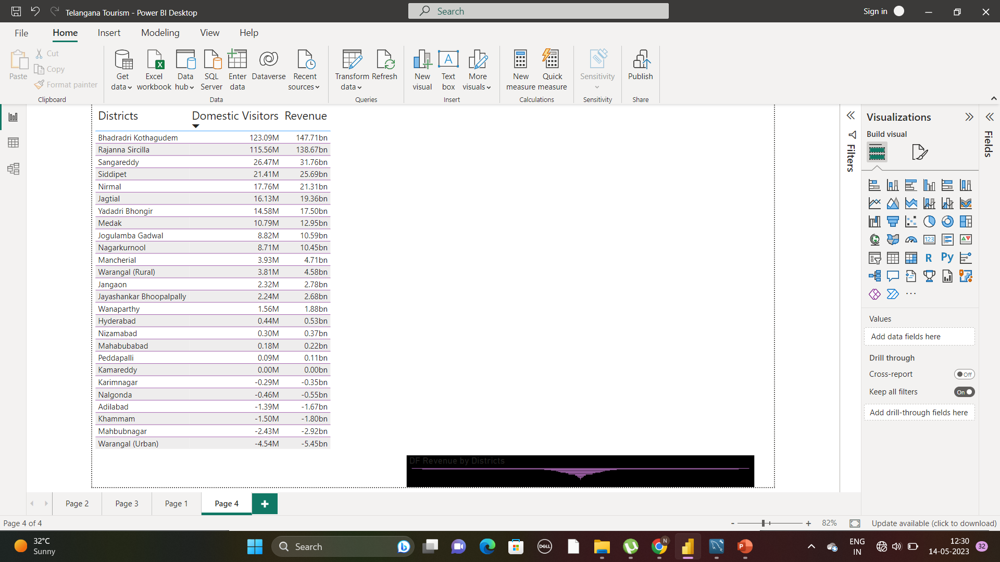 Telangana Tourism - Power BI Desktop
Search
Sign in
File Home Insert Modeling View Help
Paste
Cut
Copy
Format painter
Clipboard
Get data
Excel workbook
Data hub
SQL Server
Enter data
Dataverse
Recent sources
Data
Transform data
Refresh
Queries
New visual
Text box
More visuals
Insert
New measure
Quick measure
Calculations
Sensitivity
Sensitivity
Publish
Share
Districts Domestic Visitors Revenue
Bhadradri Kothagudem 123.09M 147.71bn
Rajanna Sircilla 115.56M 138.67bn
Sangareddy 26.47M 31.76bn
Siddipet 21.41M 25.69bn
Nirmal 17.76M 21.31bn
Jagtial 16.13M 19.36bn
Yadadri Bhongir 14.58M 17.50bn
Medak 10.79M 12.95bn
Jogulamba Gadwal 8.82M 10.59bn
Nagarkurnool 8.71M 10.45bn
Mancherial 3.93M 4.71bn
Warangal (Rural) 3.81M 4.58bn
Jangaon 2.32M 2.78bn
Jayashankar Bhoopalpally 2.24M 2.68bn
Wanaparthy 1.56M 1.88bn
Hyderabad 0.44M 0.53bn
Nizamabad 0.30M 0.37bn
Mahabubabad 0.18M 0.22bn
Peddapalli 0.09M 0.11bn
Kamareddy 0.00M 0.00bn
Karimnagar -0.29M -0.35bn
Nalgonda -0.46M -0.55bn
Adilabad -1.39M -1.67bn
Khammam -1.50M -1.80bn
Mahbubnagar -2.43M -2.92bn
Warangal (Urban) -4.54M -5.45bn
DF Revenue by Districts
Filters
Visualizations
Build visual
123
R
Py
Values
Add data fields here
Drill through
Cross-report Off
Keep all filters On
Add drill-through fields here
Fields
Page 2 Page 3 Page 1 Page 4
Page 4 of 4
- + 82%
Update available (click to download)
32°C
Sunny
Search
DELL
N
P
ENG
IN
12:30
14-05-2023
32